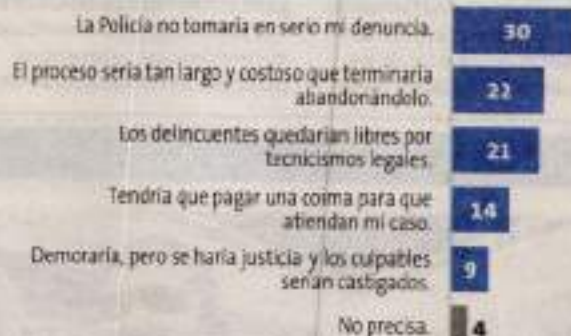 La Policía no tomaría en serio mi denuncia.
30
El proceso sería tan largo y costoso que terminaría
abandonándolo.
22
Los delincuentes quedarían libres por
tecnicismos legales.
21
Tendría que pagar una coima para que
atiendan mi caso.
14
Demoraría, pero se haría justicia y los culpables
serían castigados.
9
No precisa.
4